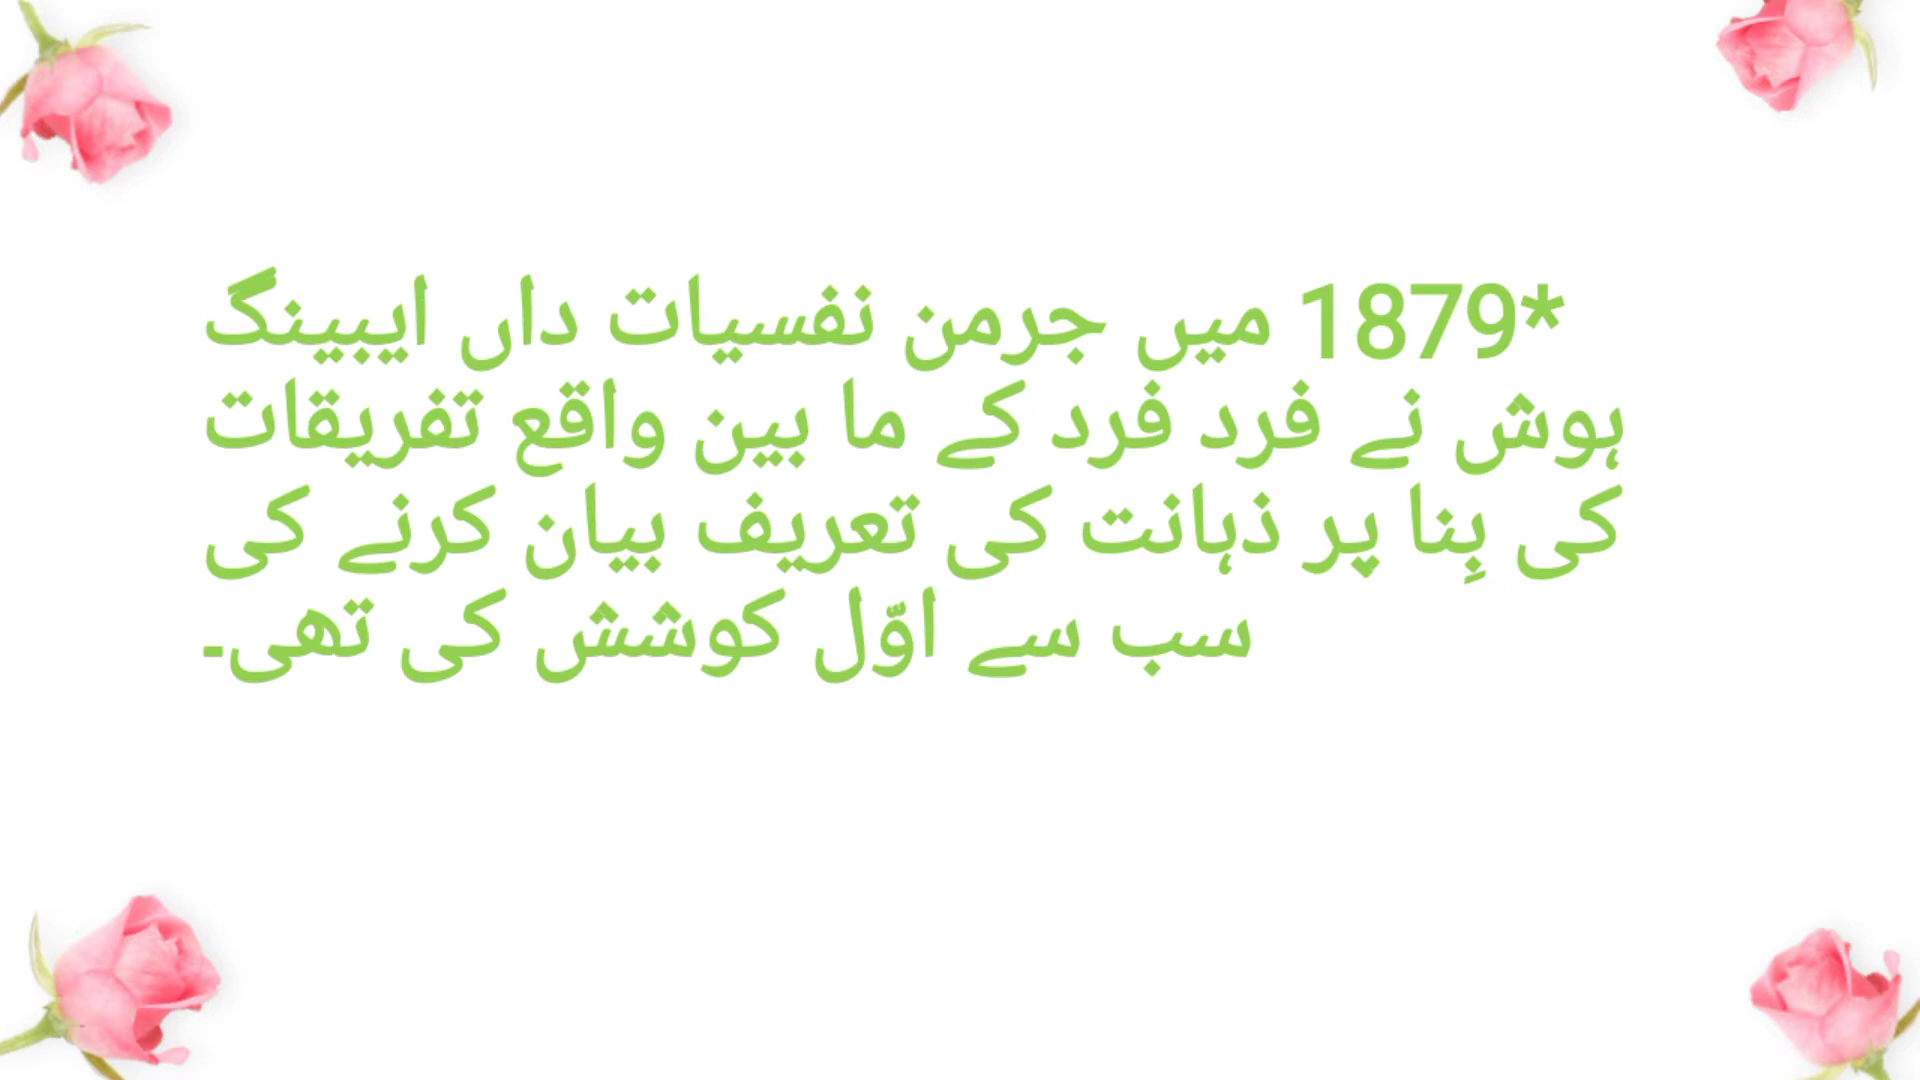 *1879 میں جرمن نفسیات داں ایبینگ
ہوش نے فرد فرد کے ما بین واقع تفریقات
کی بِنا پر ذہانت کی تعریف بیان کرنے کی
سب سے اوّل کوشش کی تھی۔